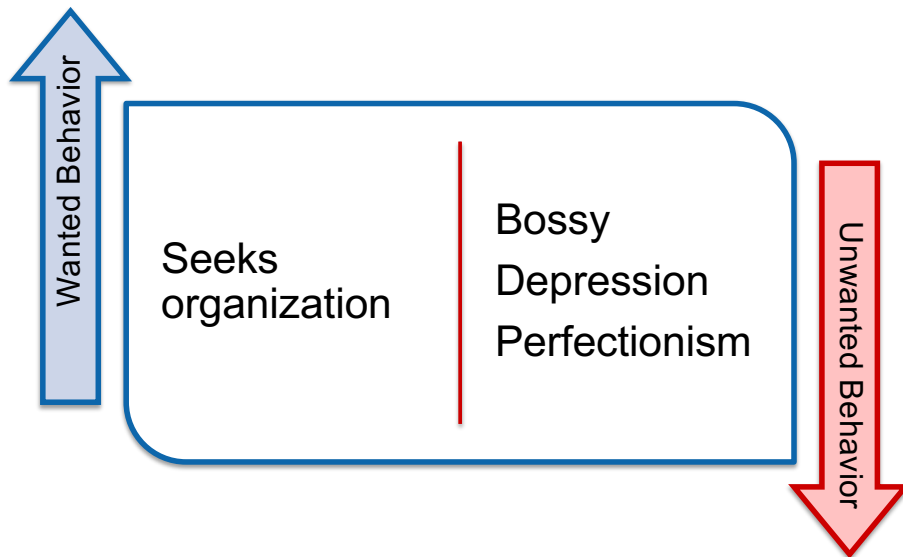 Wanted Behavior
Seeks
organization
Bossy
Depression
Perfectionism
Unwanted Behavior